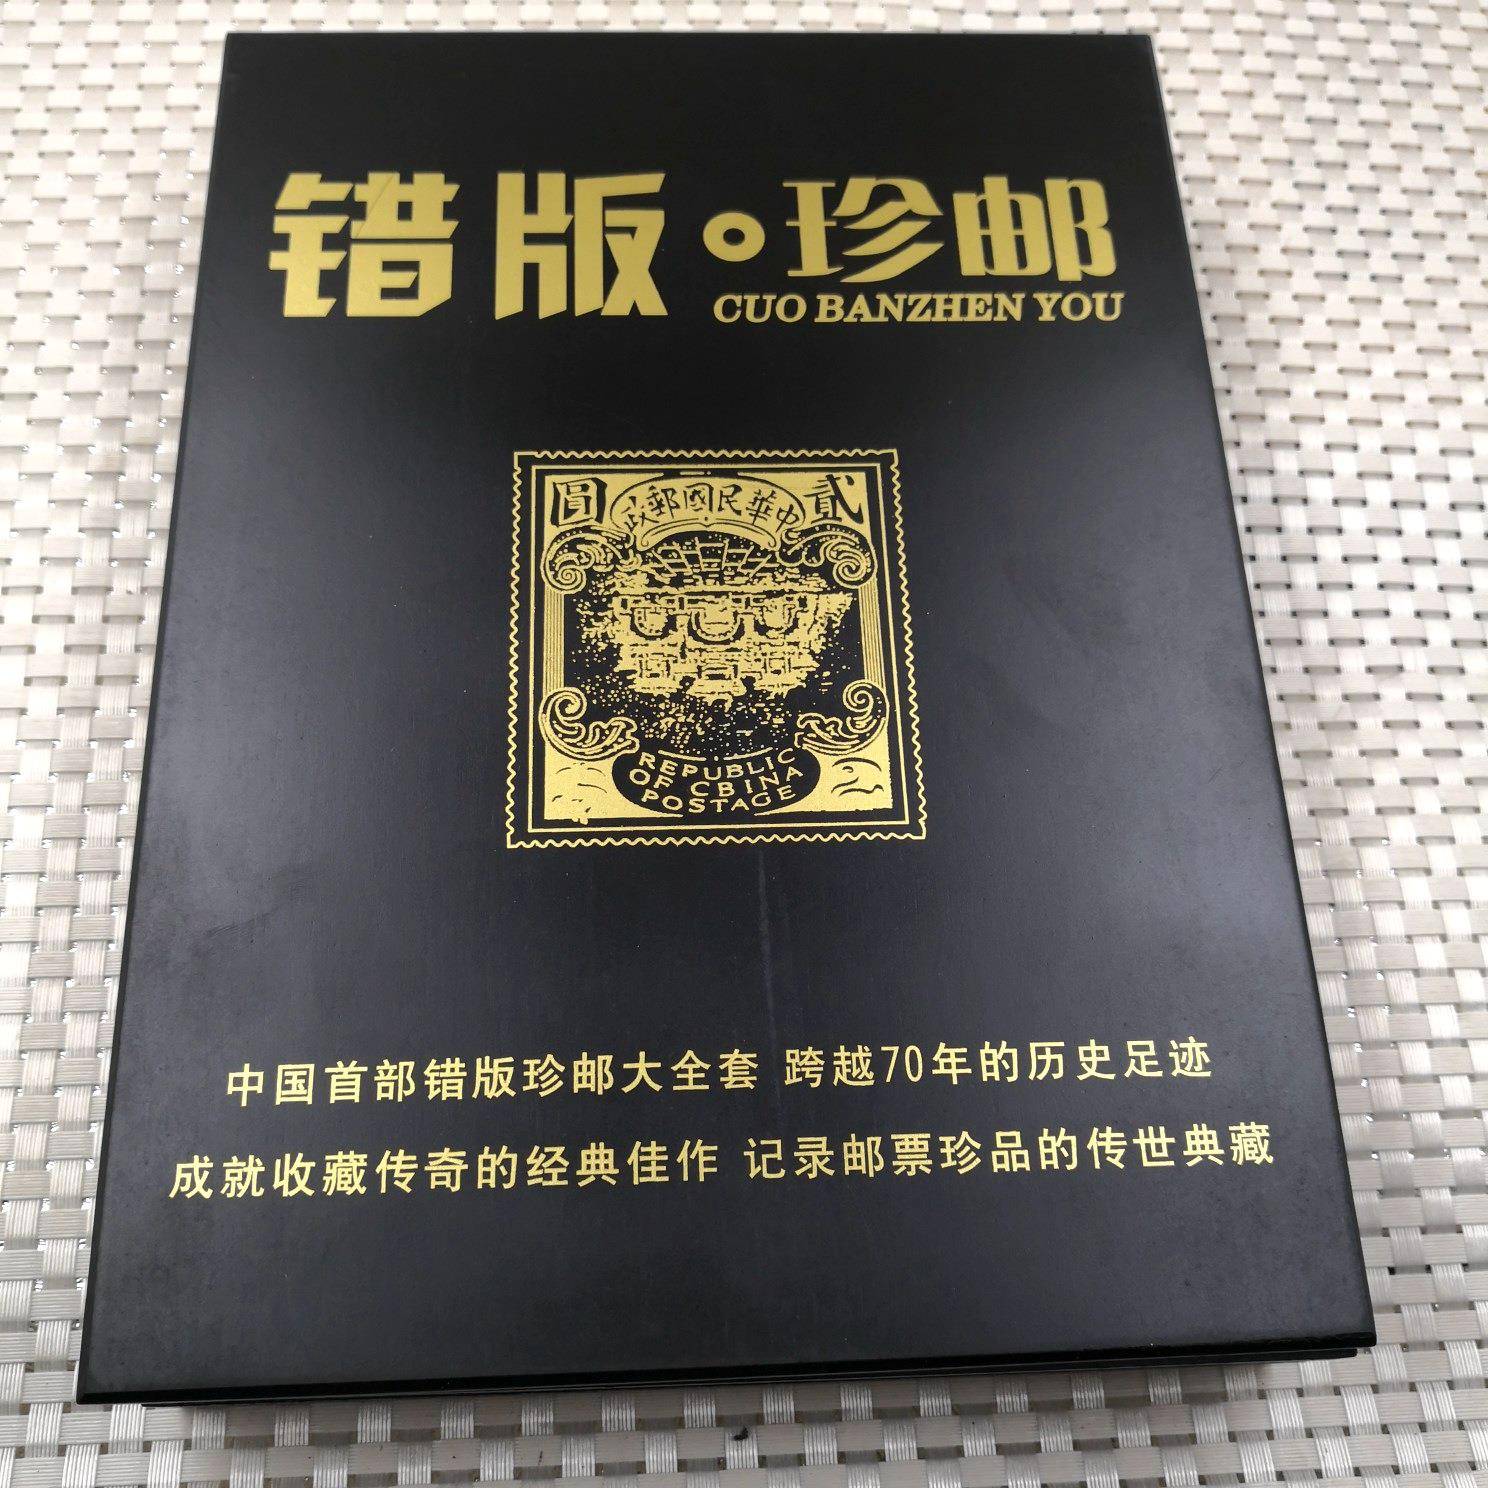 错版·珍邮
CUO BANZHEN YOU
圓 政郵國民華中 貳
REPUBLIC
OF CBINA
POSTAGE
2 2
中国首部错版珍邮大全套 跨越70年的历史足迹
成就收藏传奇的经典佳作 记录邮票珍品的传世典藏